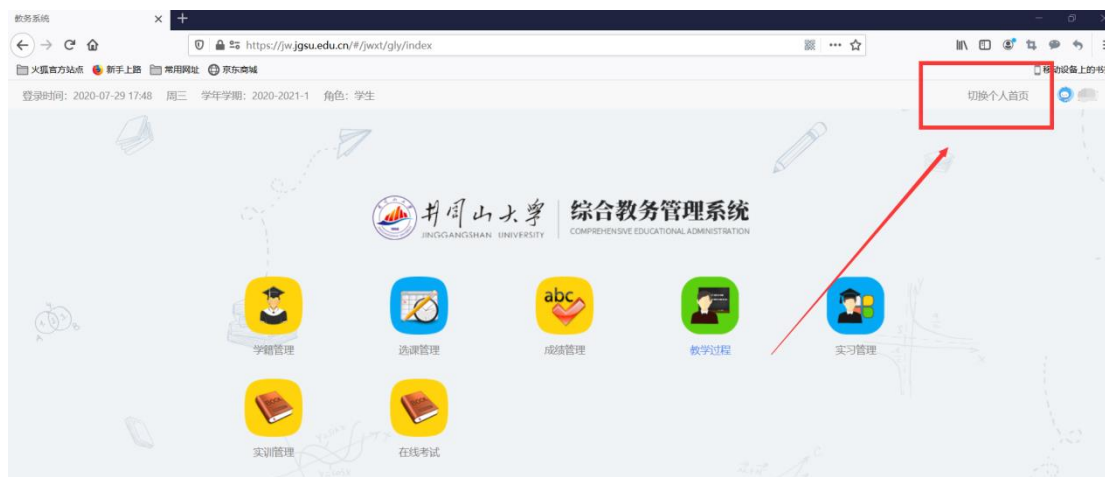 教务系统
https://jw.jgsu.edu.cn/#/jwxt/gly/index
火狐官方站点 新手上路 常用网址 京东商城 移动设备上的书
登录时间：2020-07-29 17:48 周三 学年学期：2020-2021-1 角色：学生 切换个人首页
井冈山大学 综合教务管理系统
JINGGANGSHAN UNIVERSITY COMPREHENSIVE EDUCATIONAL ADMINISTRATION
abc
学籍管理 选课管理 成绩管理 教学过程 实习管理
BOOK BOOK
实训管理 在线考试